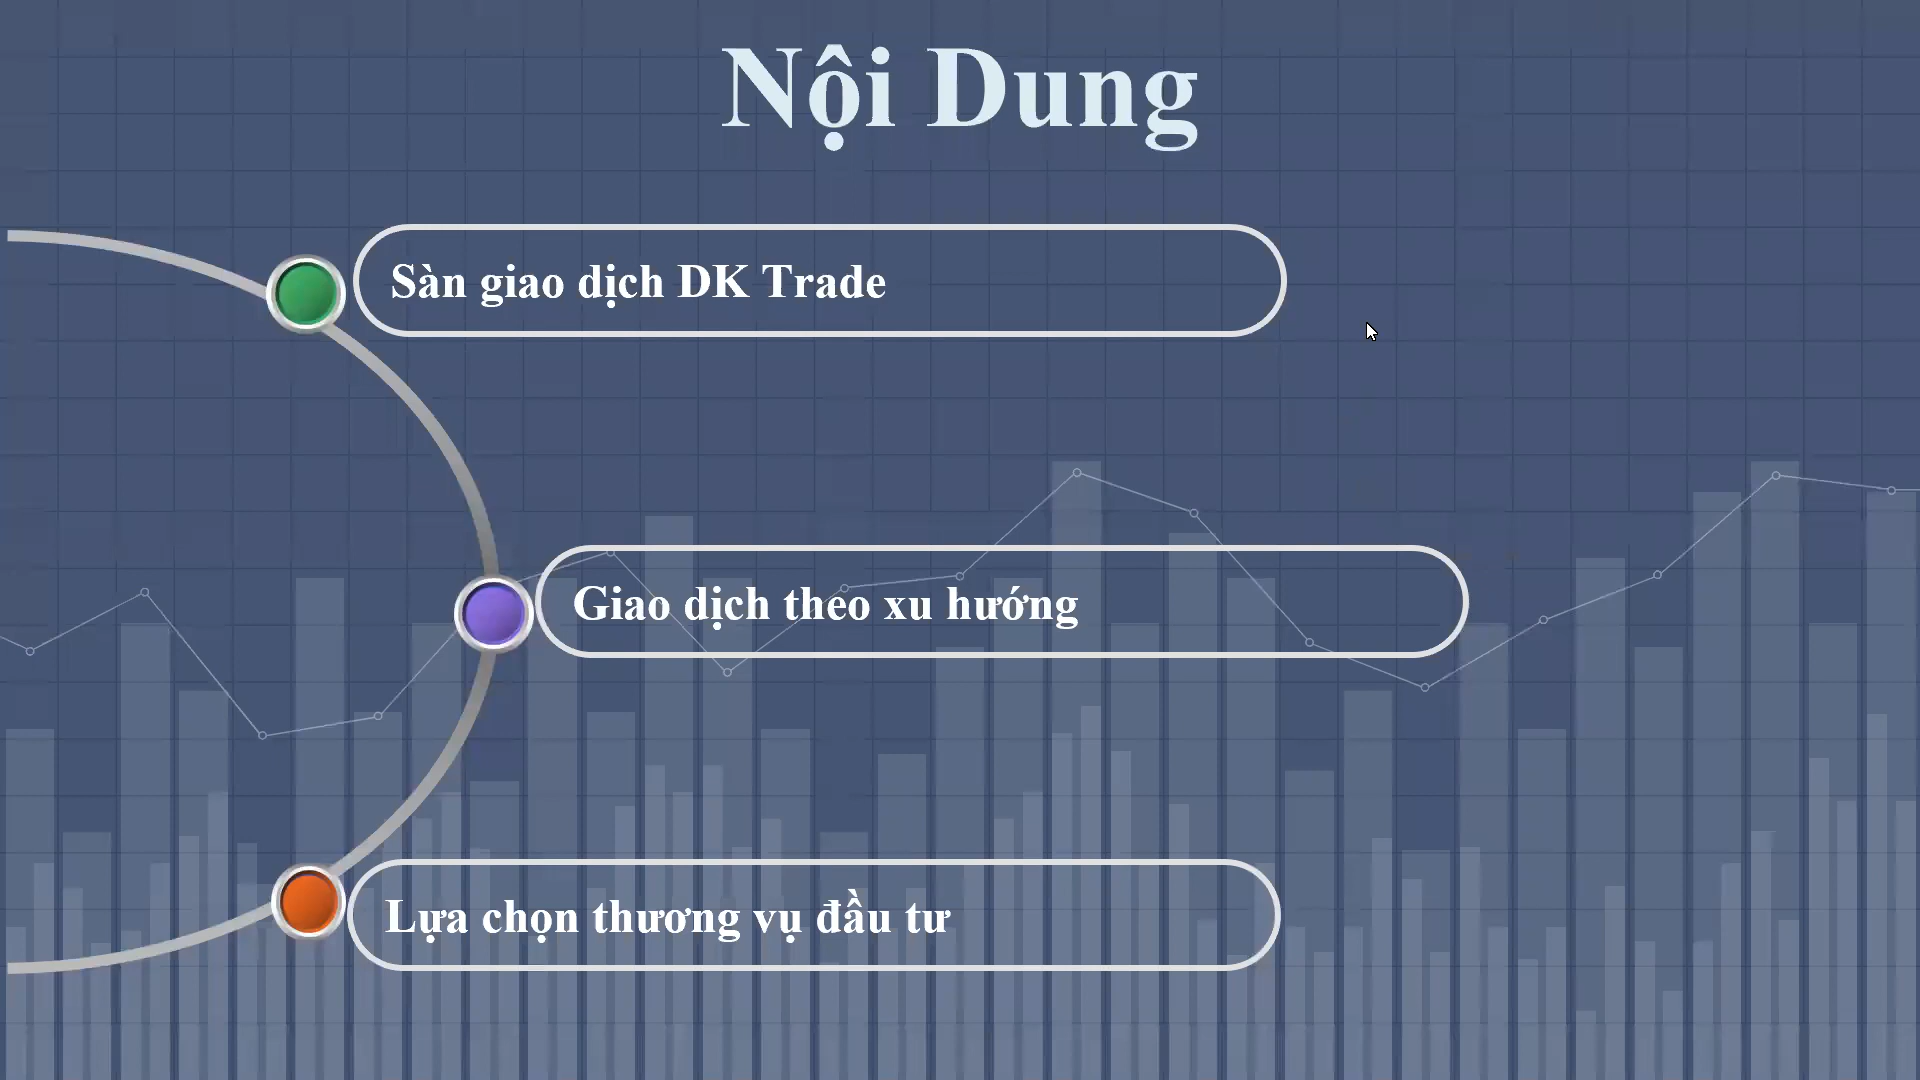 Nội Dung
Sàn giao dịch DK Trade
Giao dịch theo xu hướng
Lựa chọn thương vụ đầu tư